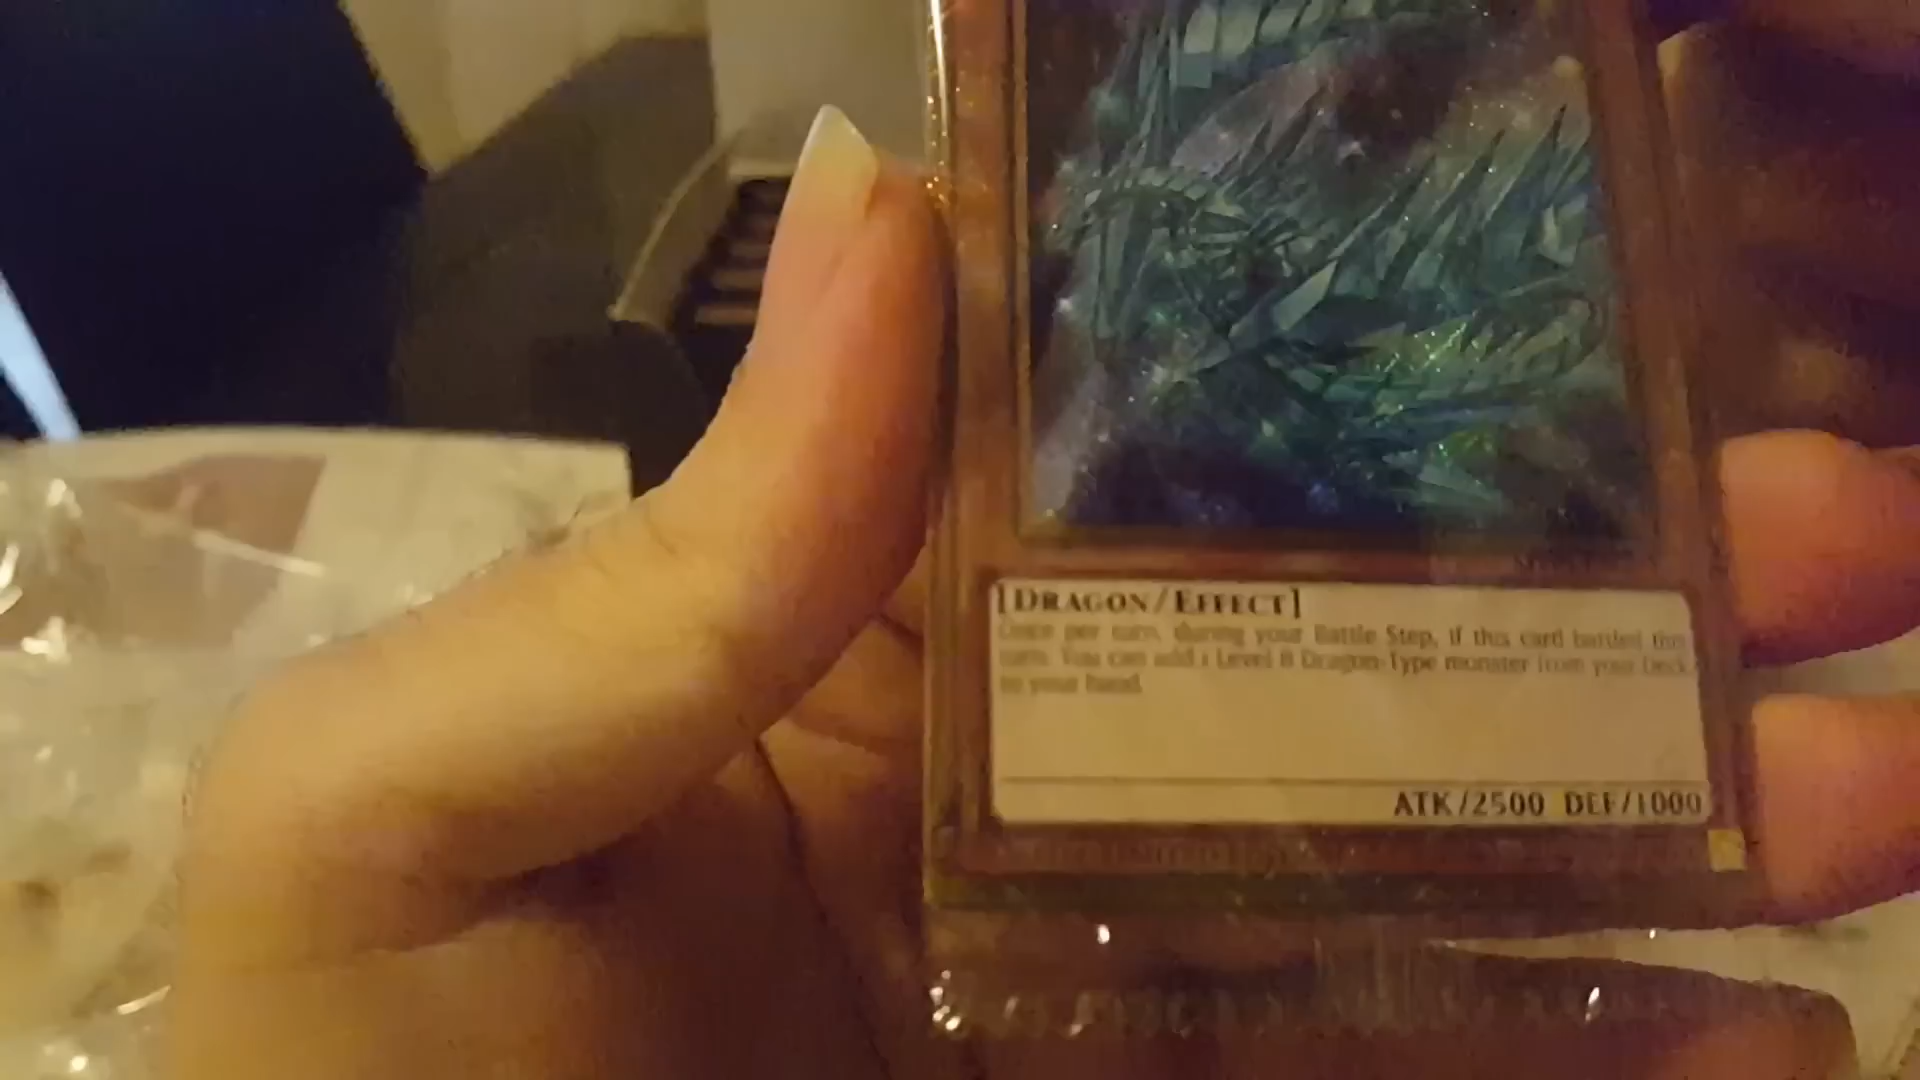 [DRAGON/EFFECT]
Once per turn, during your Battle Step, if this card battled this
turn: You can add 1 Level 8 Dragon-Type monster from your Deck
to your hand.
ATK/2500 DEF/1000
LIMITED